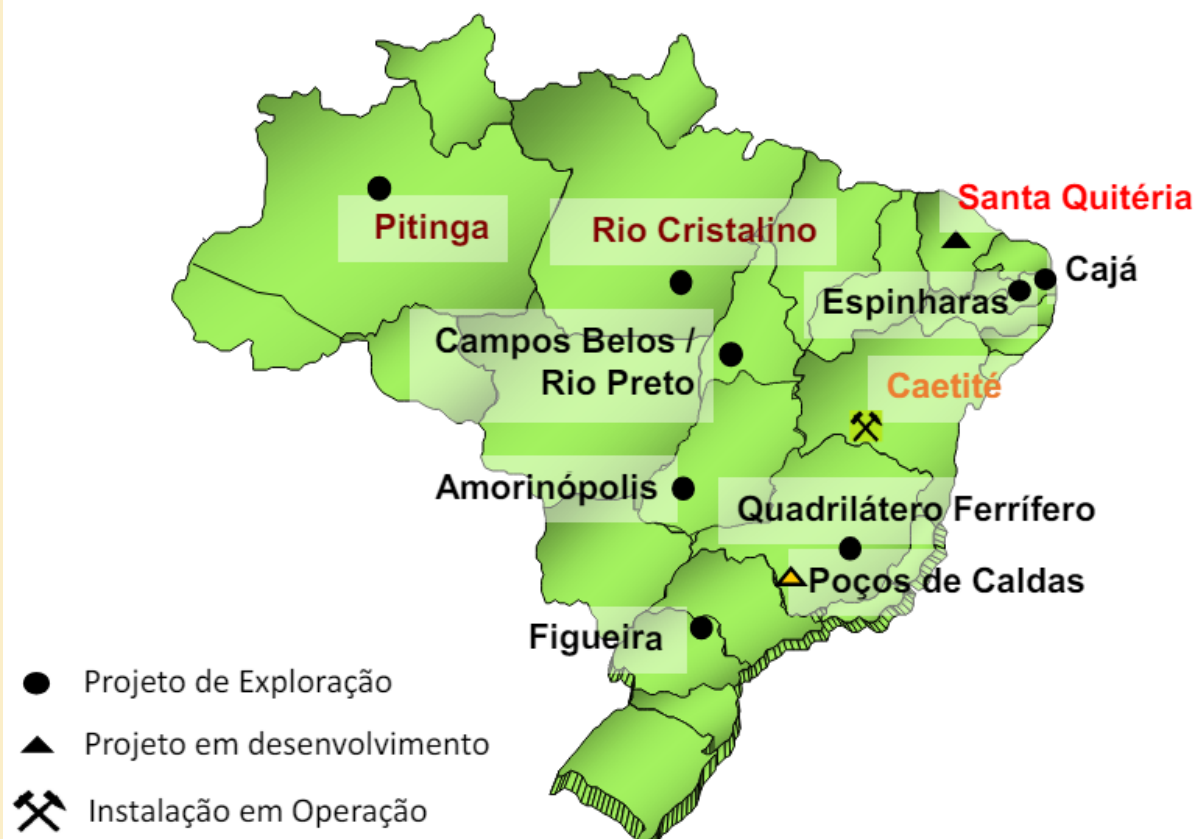 Santa Quitéria
Pitinga
Rio Cristalino
Cajá
Espinharas
Campos Belos /
Rio Preto
Caetité
Amorinópolis
Quadrilátero Ferrífero
Poços de Caldas
Figueira
Projeto de Exploração
Projeto em desenvolvimento
Instalação em Operação